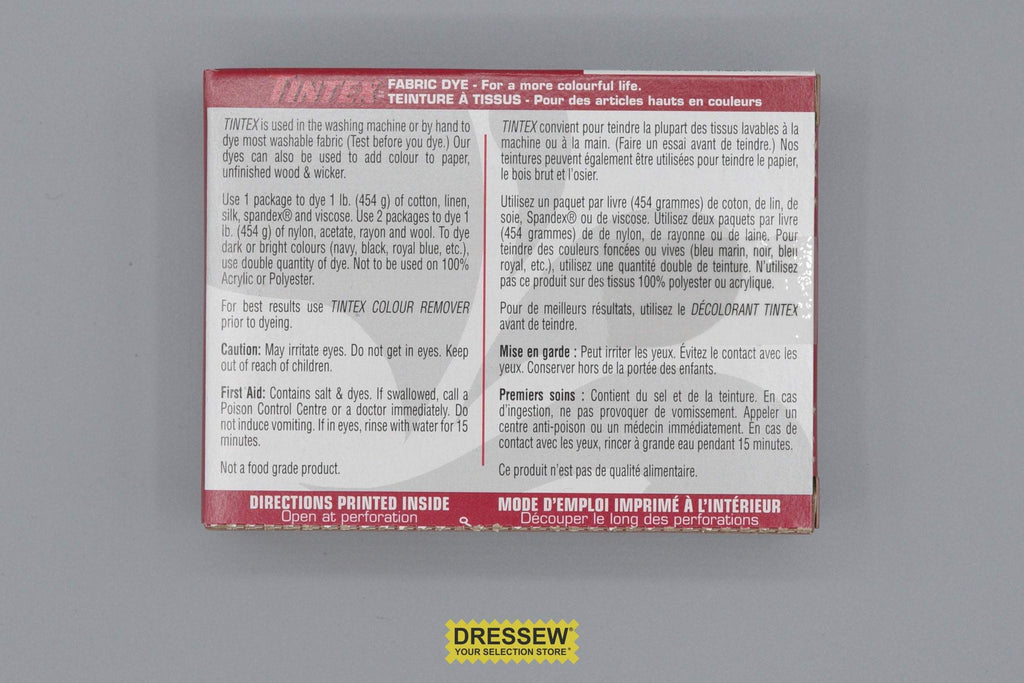 TINTEX
FABRIC DYE - For a more colourful life.
TEINTURE À TISSUS - Pour des articles hauts en couleurs
TINTEX is used in the washing machine or by hand to
dye most washable fabric (Test before you dye.) Our
dyes can also be used to add colour to paper,
unfinished wood & wicker.
Use 1 package to dye 1 lb. (454 g) of cotton, linen,
silk, spandex® and viscose. Use 2 packages to dye 1
lb. (454 g) of nylon, acetate, rayon and wool. To dye
dark or bright colours (navy, black, royal blue, etc.),
use double quantity of dye. Not to be used on 100%
Acrylic or Polyester.
For best results use TINTEX COLOUR REMOVER
prior to dyeing.
Caution: May irritate eyes. Do not get in eyes. Keep
out of reach of children.
First Aid: Contains salt & dyes. If swallowed, call a
Poison Control Centre or a doctor immediately. Do
not induce vomiting. If in eyes, rinse with water for 15
minutes.
Not a food grade product.
TINTEX convient pour teindre la plupart des tissus lavables à la
machine ou à la main. (Faire un essai avant de teindre.) Nos
teintures peuvent également être utilisées pour teindre le papier,
le bois brut et l'osier.
Utilisez un paquet par livre (454 grammes) de coton, de lin, de
soie, Spandex® ou de viscose. Utilisez deux paquets par livre
(454 grammes) de de nylon, de rayonne ou de laine. Pour
teindre des couleurs foncées ou vives (bleu marin, noir, bleu
royal, etc.), utilisez une quantité double de teinture. N'utilisez
pas ce produit sur des tissus 100% polyester ou acrylique.
Pour de meilleurs résultats, utilisez le DÉCOLORANT TINTEX
avant de teindre.
Mise en garde : Peut irriter les yeux. Évitez le contact avec les
yeux. Conserver hors de la portée des enfants.
Premiers soins : Contient du sel et de la teinture. En cas
d'ingestion, ne pas provoquer de vomissement. Appeler un
centre anti-poison ou un médecin immédiatement. En cas de
contact avec les yeux, rincer à grande eau pendant 15 minutes.
Ce produit n'est pas de qualité alimentaire.
DIRECTIONS PRINTED INSIDE
Open at perforation
MODE D'EMPLOI IMPRIMÉ À L'INTÉRIEUR
Découper le long des perforations
DRESSEW®
YOUR SELECTION STORE®